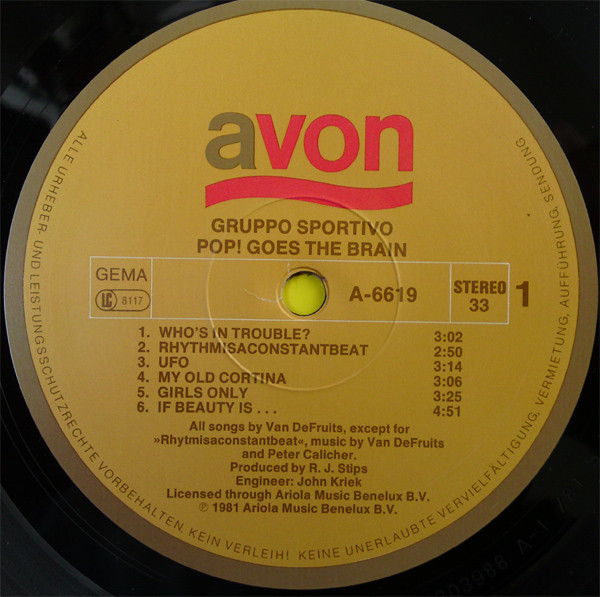 avon
GRUPPO SPORTIVO
POP! GOES THE BRAIN
GEMA
LC 8117
A-6619
STEREO
33
1
1. WHO'S IN TROUBLE? 3:02
2. RHYTHMISACONSTANTBEAT 2:50
3. UFO 3:14
4. MY OLD CORTINA 3:06
5. GIRLS ONLY 3:25
6. IF BEAUTY IS . . . 4:51
All songs by Van DeFruits, except for
»Rhytmisaconstantbeat«, music by Van DeFruits
and Peter Calicher.
Produced by R. J. Stips
Engineer: John Kriek
Licensed through Ariola Music Benelux B.V.
℗ 1981 Ariola Music Benelux B.V.
ALLE URHEBER- UND LEISTUNGSSCHUTZRECHTE VORBEHALTEN. KEIN VERLEIH! KEINE UNERLAUBTE VERVIELFÄLTIGUNG, VERMIETUNG, AUFFÜHRUNG, SENDUNG